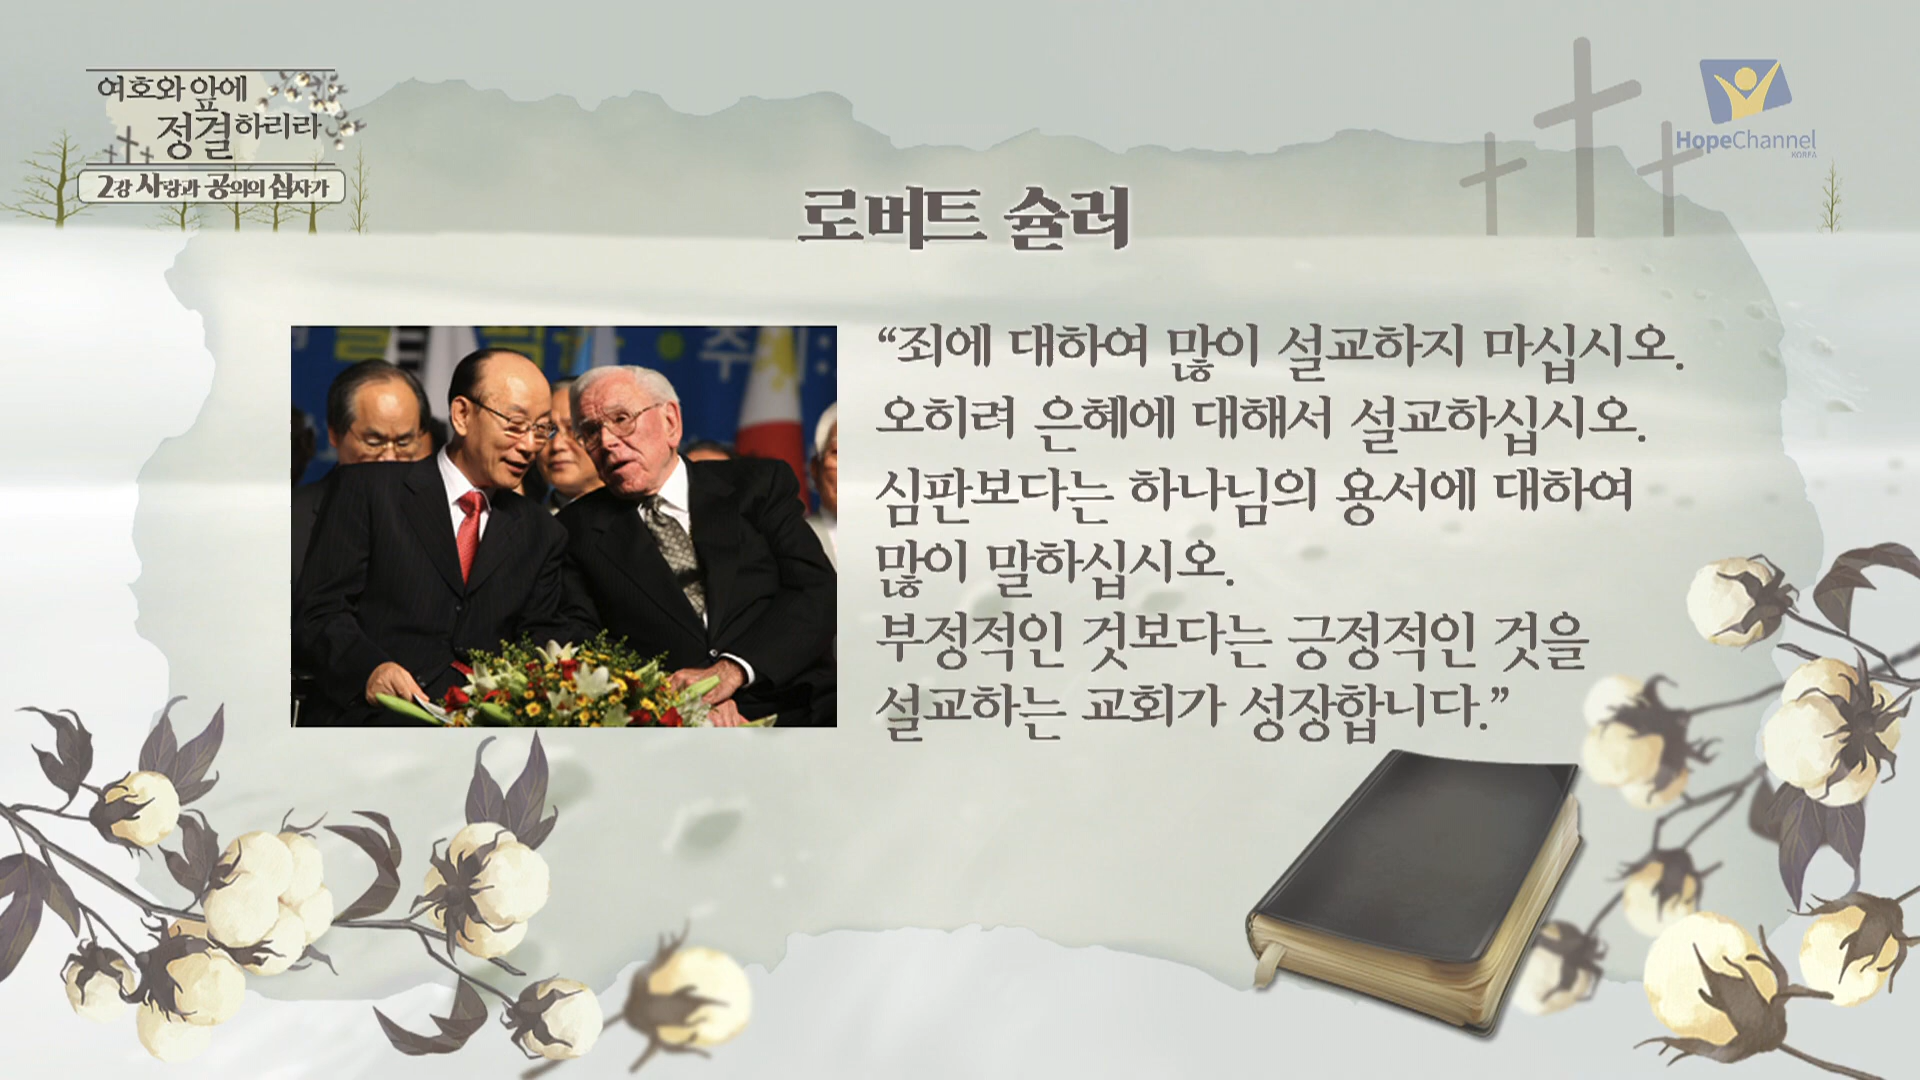 여호와 앞에
정결하리라
2강 사랑과 공의의 십자가
HopeChannel
KOREA
로버트 슐러
“죄에 대하여 많이 설교하지 마십시오.
오히려 은혜에 대해서 설교하십시오.
심판보다는 하나님의 용서에 대하여
많이 말하십시오.
부정적인 것보다는 긍정적인 것을
설교하는 교회가 성장합니다.”